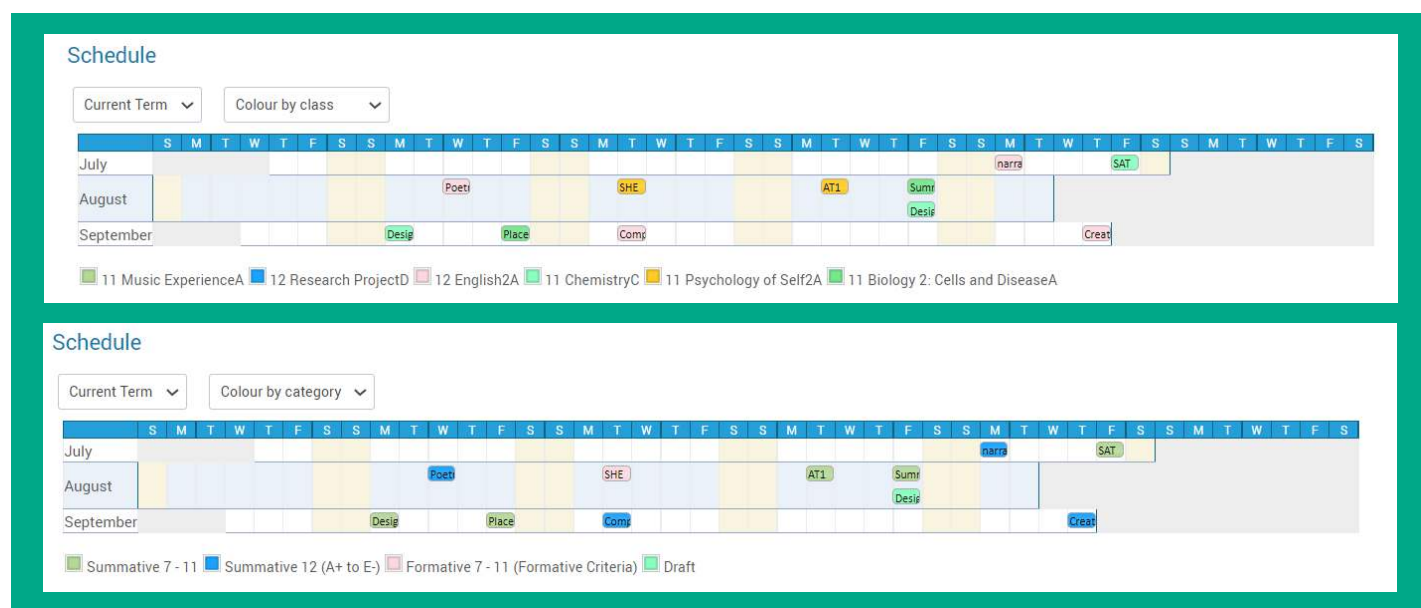 Schedule
Current Term Colour by class
S M T W T F S S M T W T F S S M T W T F S S M T W T F S S M T W T F S S M T W T F S
July narra SAT
Poet SHE AT1 Sumr
August
Desig
September Desig Place Comp Creat
11 Music ExperienceA 12 Research ProjectD 12 English2A 11 ChemistryC 11 Psychology of Self2A 11 Biology 2: Cells and DiseaseA
Schedule
Current Term Colour by category
S M T W T F S S M T W T F S S M T W T F S S M T W T F S S M T W T F S S M T W T F S
July narra SAT
Poet SHE AT1 Sumr
August
Desig
September Desig Place Comp Creat
Summative 7 - 11 Summative 12 (A+ to E-) Formative 7 - 11 (Formative Criteria) Draft